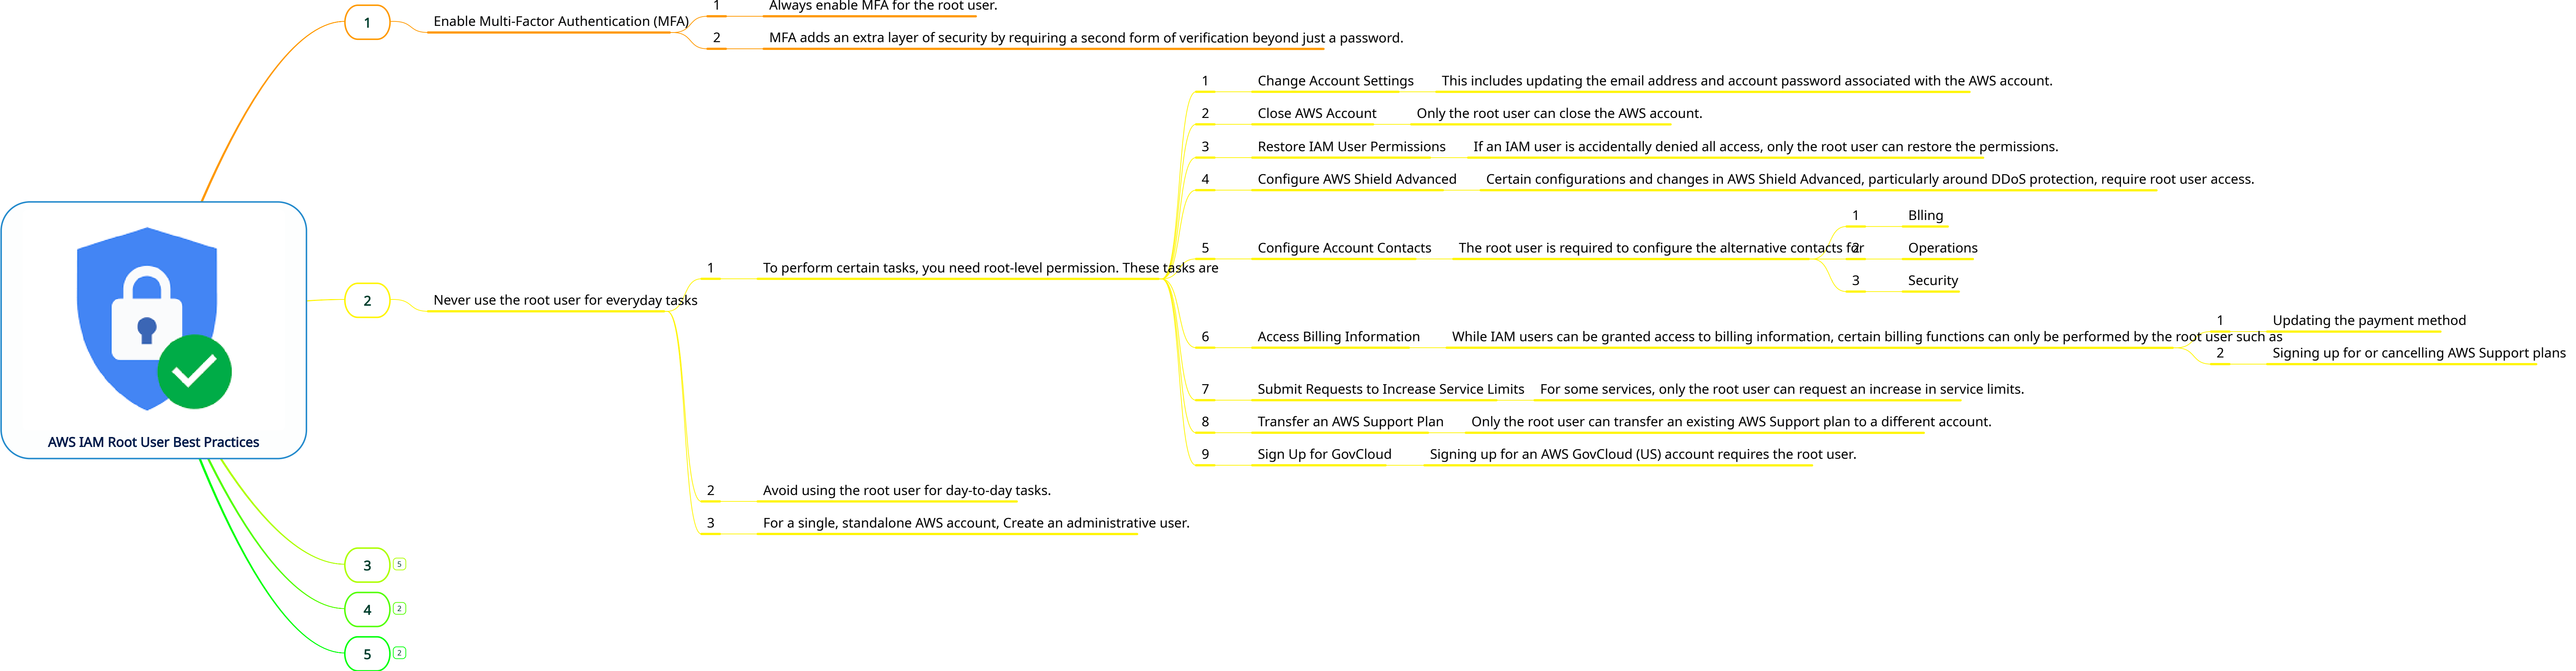 1
Enable Multi-Factor Authentication (MFA)
1
Always enable MFA for the root user.
2
MFA adds an extra layer of security by requiring a second form of verification beyond just a password.
2
Never use the root user for everyday tasks
1
To perform certain tasks, you need root-level permission. These tasks are
1
Change Account Settings
This includes updating the email address and account password associated with the AWS account.
2
Close AWS Account
Only the root user can close the AWS account.
3
Restore IAM User Permissions
If an IAM user is accidentally denied all access, only the root user can restore the permissions.
4
Configure AWS Shield Advanced
Certain configurations and changes in AWS Shield Advanced, particularly around DDoS protection, require root user access.
5
Configure Account Contacts
The root user is required to configure the alternative contacts for
1
Blling
2
Operations
3
Security
6
Access Billing Information
While IAM users can be granted access to billing information, certain billing functions can only be performed by the root user such as
1
Updating the payment method
2
Signing up for or cancelling AWS Support plans
7
Submit Requests to Increase Service Limits
For some services, only the root user can request an increase in service limits.
8
Transfer an AWS Support Plan
Only the root user can transfer an existing AWS Support plan to a different account.
9
Sign Up for GovCloud
Signing up for an AWS GovCloud (US) account requires the root user.
2
Avoid using the root user for day-to-day tasks.
3
For a single, standalone AWS account, Create an administrative user.
AWS IAM Root User Best Practices
3
5
4
2
5
2